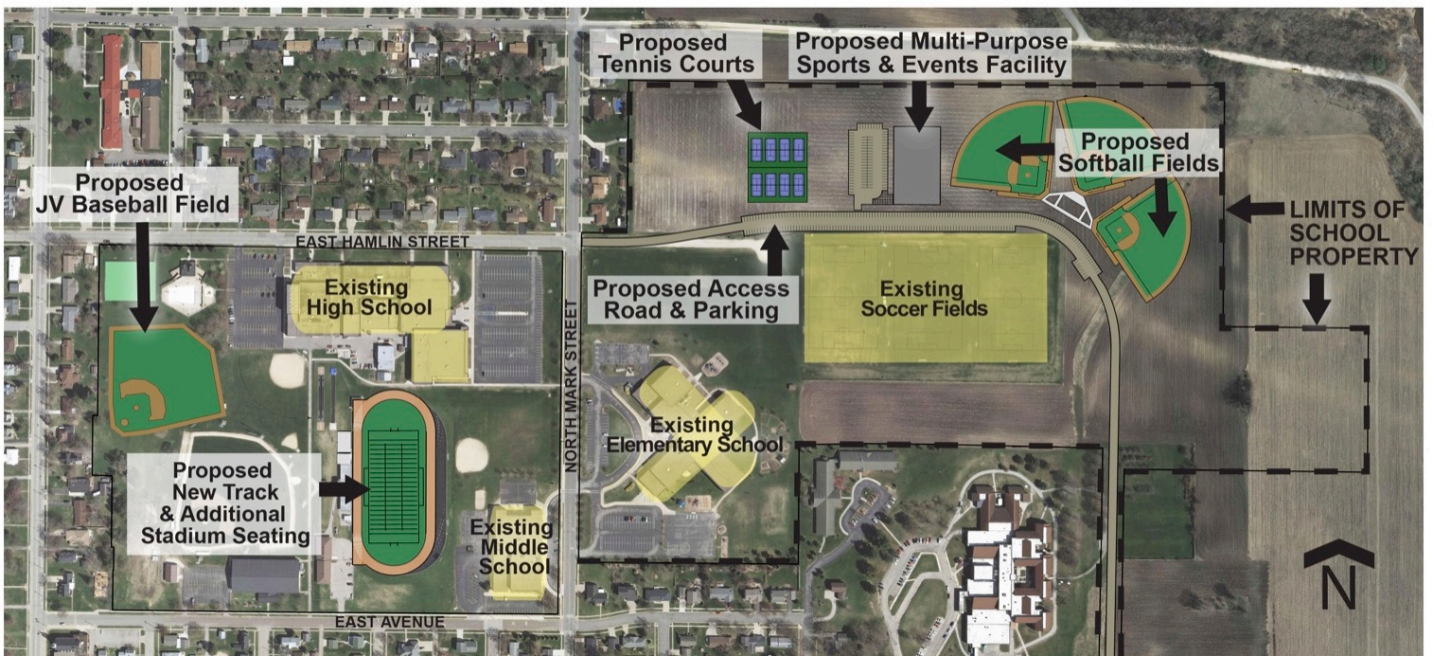 Proposed
Tennis Courts
Proposed Multi-Purpose
Sports & Events Facility
Proposed
Softball Fields
Proposed
JV Baseball Field
LIMITS OF
SCHOOL
PROPERTY
EAST HAMLIN STREET
Existing
High School
Proposed Access
Road & Parking
Existing
Soccer Fields
NORTH MARK STREET
Existing
Elementary School
Proposed
New Track
& Additional
Stadium Seating
Existing
Middle
School
EAST AVENUE
N